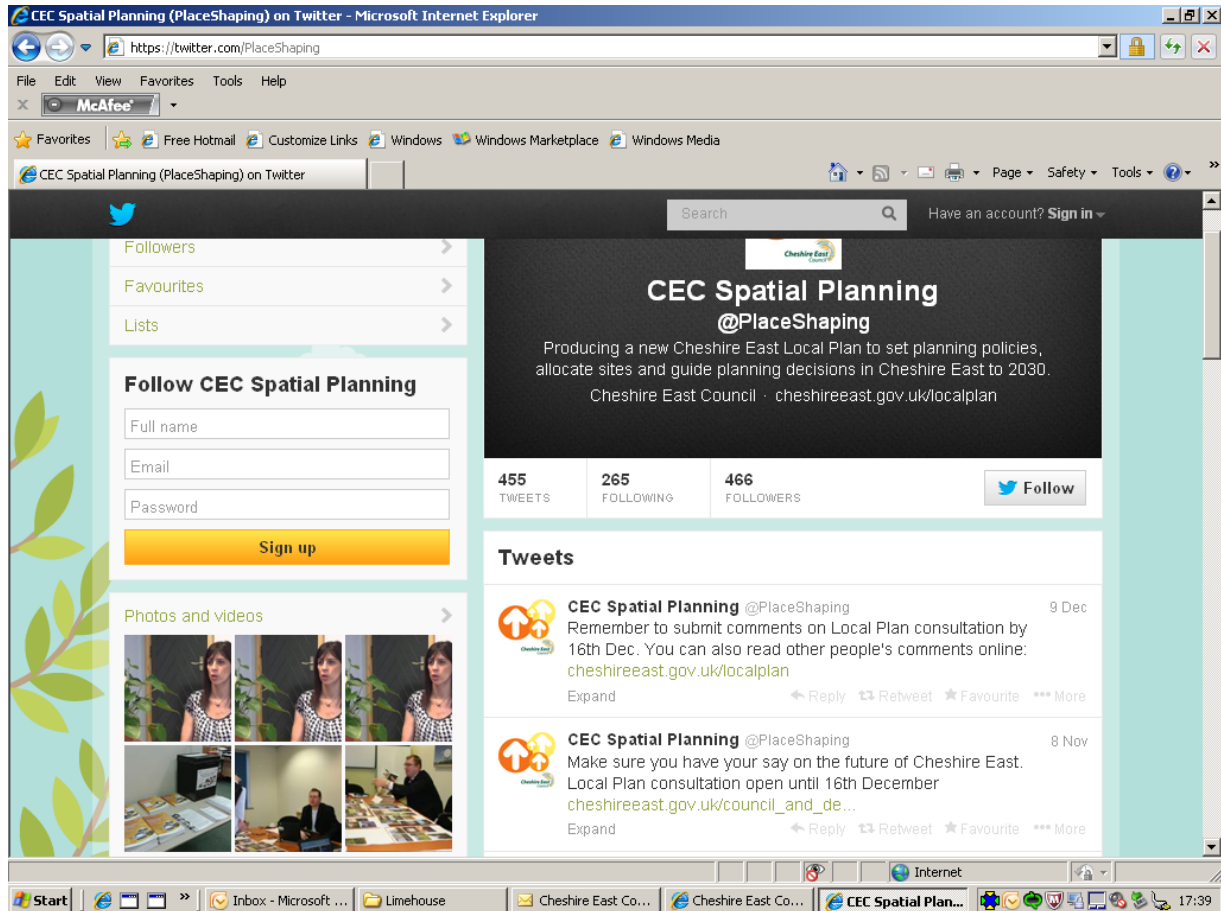 CEC Spatial Planning (PlaceShaping) on Twitter - Microsoft Internet Explorer
https://twitter.com/PlaceShaping
File Edit View Favorites Tools Help
McAfee
Favorites Free Hotmail Customize Links Windows Windows Marketplace Windows Media
CEC Spatial Planning (PlaceShaping) on Twitter Page Safety Tools »
Search Have an account? Sign in
Followers
Favourites
Lists
Follow CEC Spatial Planning
Full name
Email
Password
Sign up
Photos and videos
Cheshire East
Council
CEC Spatial Planning
@PlaceShaping
Producing a new Cheshire East Local Plan to set planning policies,
allocate sites and guide planning decisions in Cheshire East to 2030.
Cheshire East Council · cheshireeast.gov.uk/localplan
455 265 466
TWEETS FOLLOWING FOLLOWERS
Follow
Tweets
CEC Spatial Planning @PlaceShaping 9 Dec
Remember to submit comments on Local Plan consultation by
16th Dec. You can also read other people's comments online:
cheshireeast.gov.uk/localplan
Expand Reply Retweet Favourite More
CEC Spatial Planning @PlaceShaping 8 Nov
Make sure you have your say on the future of Cheshire East.
Local Plan consultation open until 16th December
cheshireeast.gov.uk/council_and_de...
Expand Reply Retweet Favourite More
Internet
Start » Inbox - Microsoft ... Limehouse Cheshire East Co... Cheshire East Co... CEC Spatial Plan... 17:39